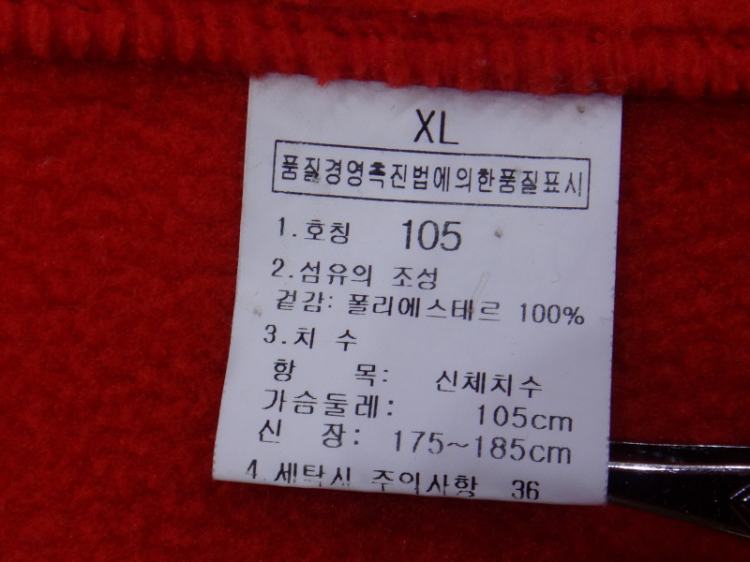 XL
품질경영촉진법에의한품질표시
1.호칭 105
2.섬유의 조성
겉감: 폴리에스테르 100%
3.치 수
항 목: 신체치수
가슴둘레: 105cm
신 장: 175~185cm
4.세탁시 주의사항 36